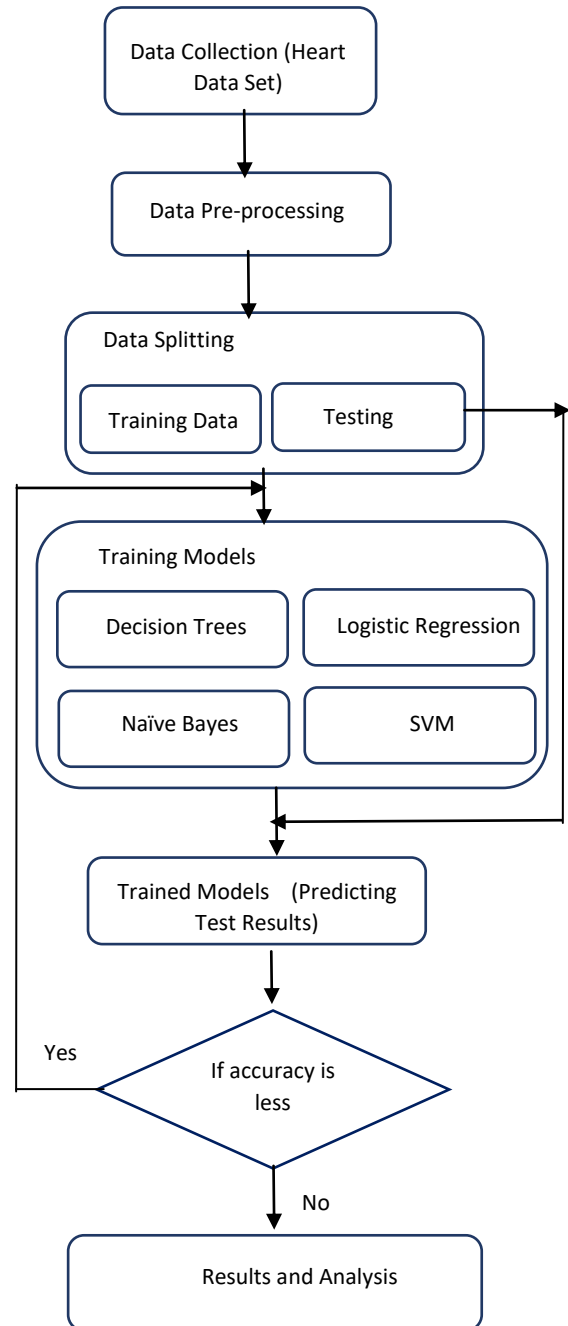 Data Collection (Heart
Data Set)
Data Pre-processing
Data Splitting
Training Data
Testing
Training Models
Decision Trees
Logistic Regression
Naïve Bayes
SVM
Trained Models (Predicting
Test Results)
If accuracy is
less
Yes
No
Results and Analysis